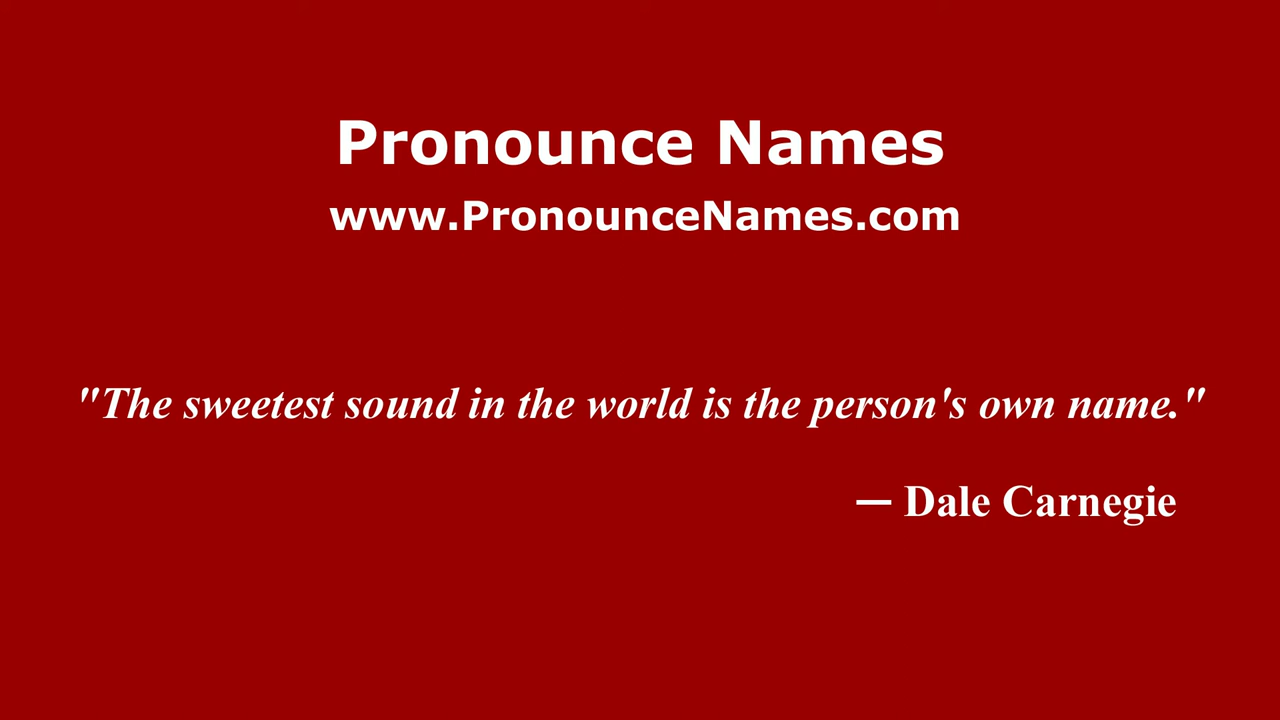 Pronounce Names
www.PronounceNames.com
"The sweetest sound in the world is the person's own name."
— Dale Carnegie